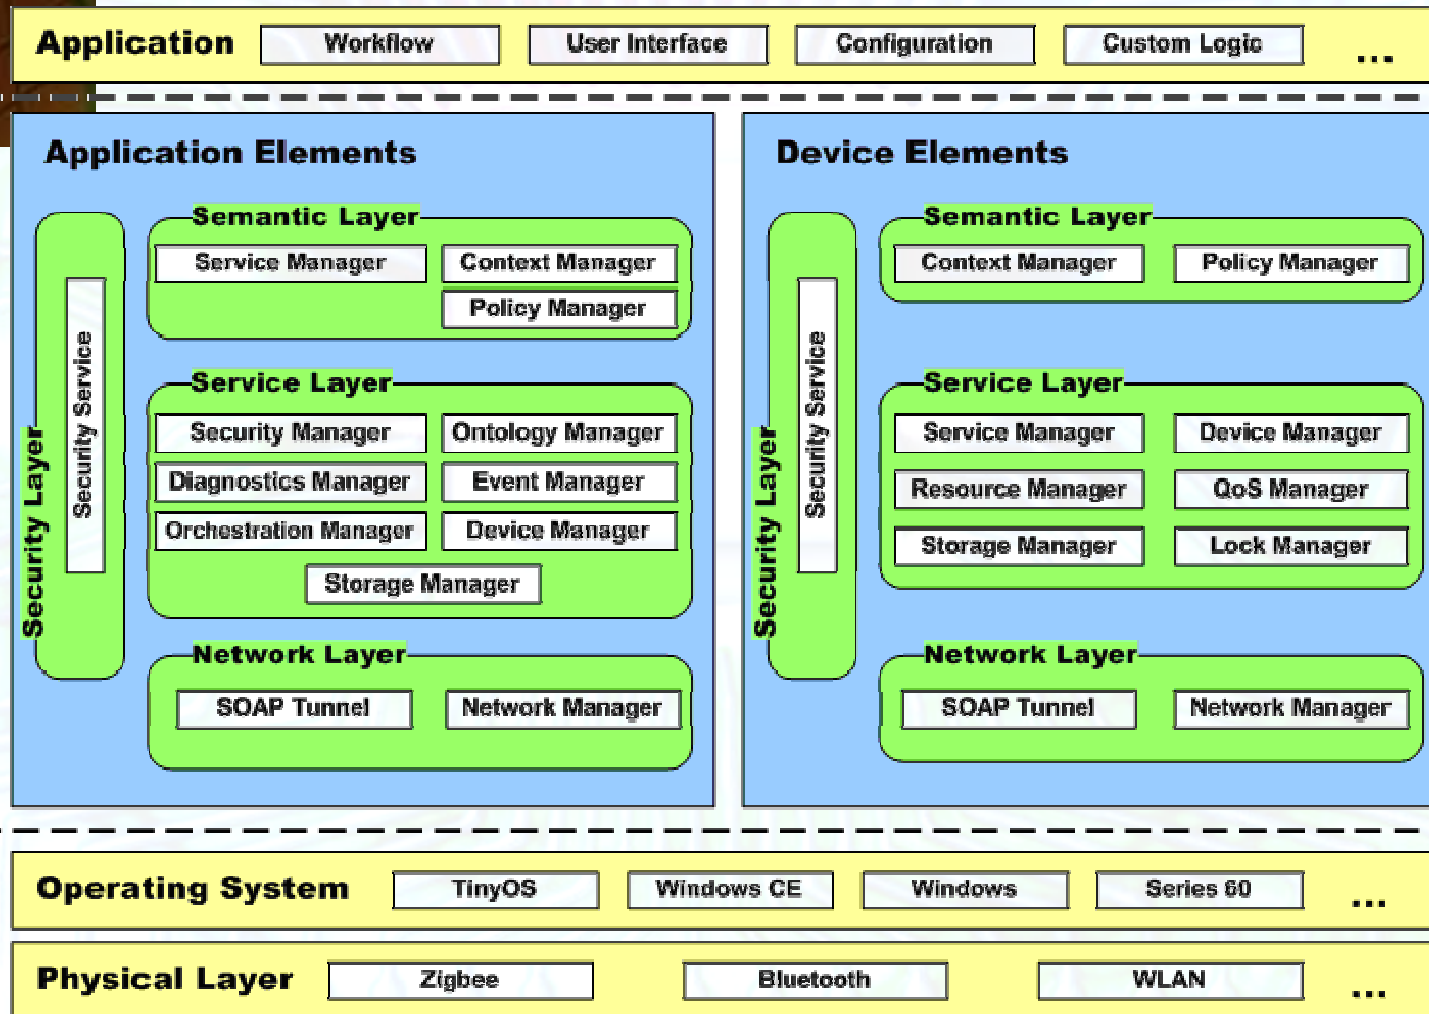 Application
Workflow
User Interface
Configuration
Custom Logic
...
Application Elements
Security Layer
Security Service
Semantic Layer
Service Manager
Context Manager
Policy Manager
Service Layer
Security Manager
Ontology Manager
Diagnostics Manager
Event Manager
Orchestration Manager
Device Manager
Storage Manager
Network Layer
SOAP Tunnel
Network Manager
Device Elements
Security Layer
Security Service
Semantic Layer
Context Manager
Policy Manager
Service Layer
Service Manager
Device Manager
Resource Manager
QoS Manager
Storage Manager
Lock Manager
Network Layer
SOAP Tunnel
Network Manager
Operating System
TinyOS
Windows CE
Windows
Series 60
...
Physical Layer
Zigbee
Bluetooth
WLAN
...